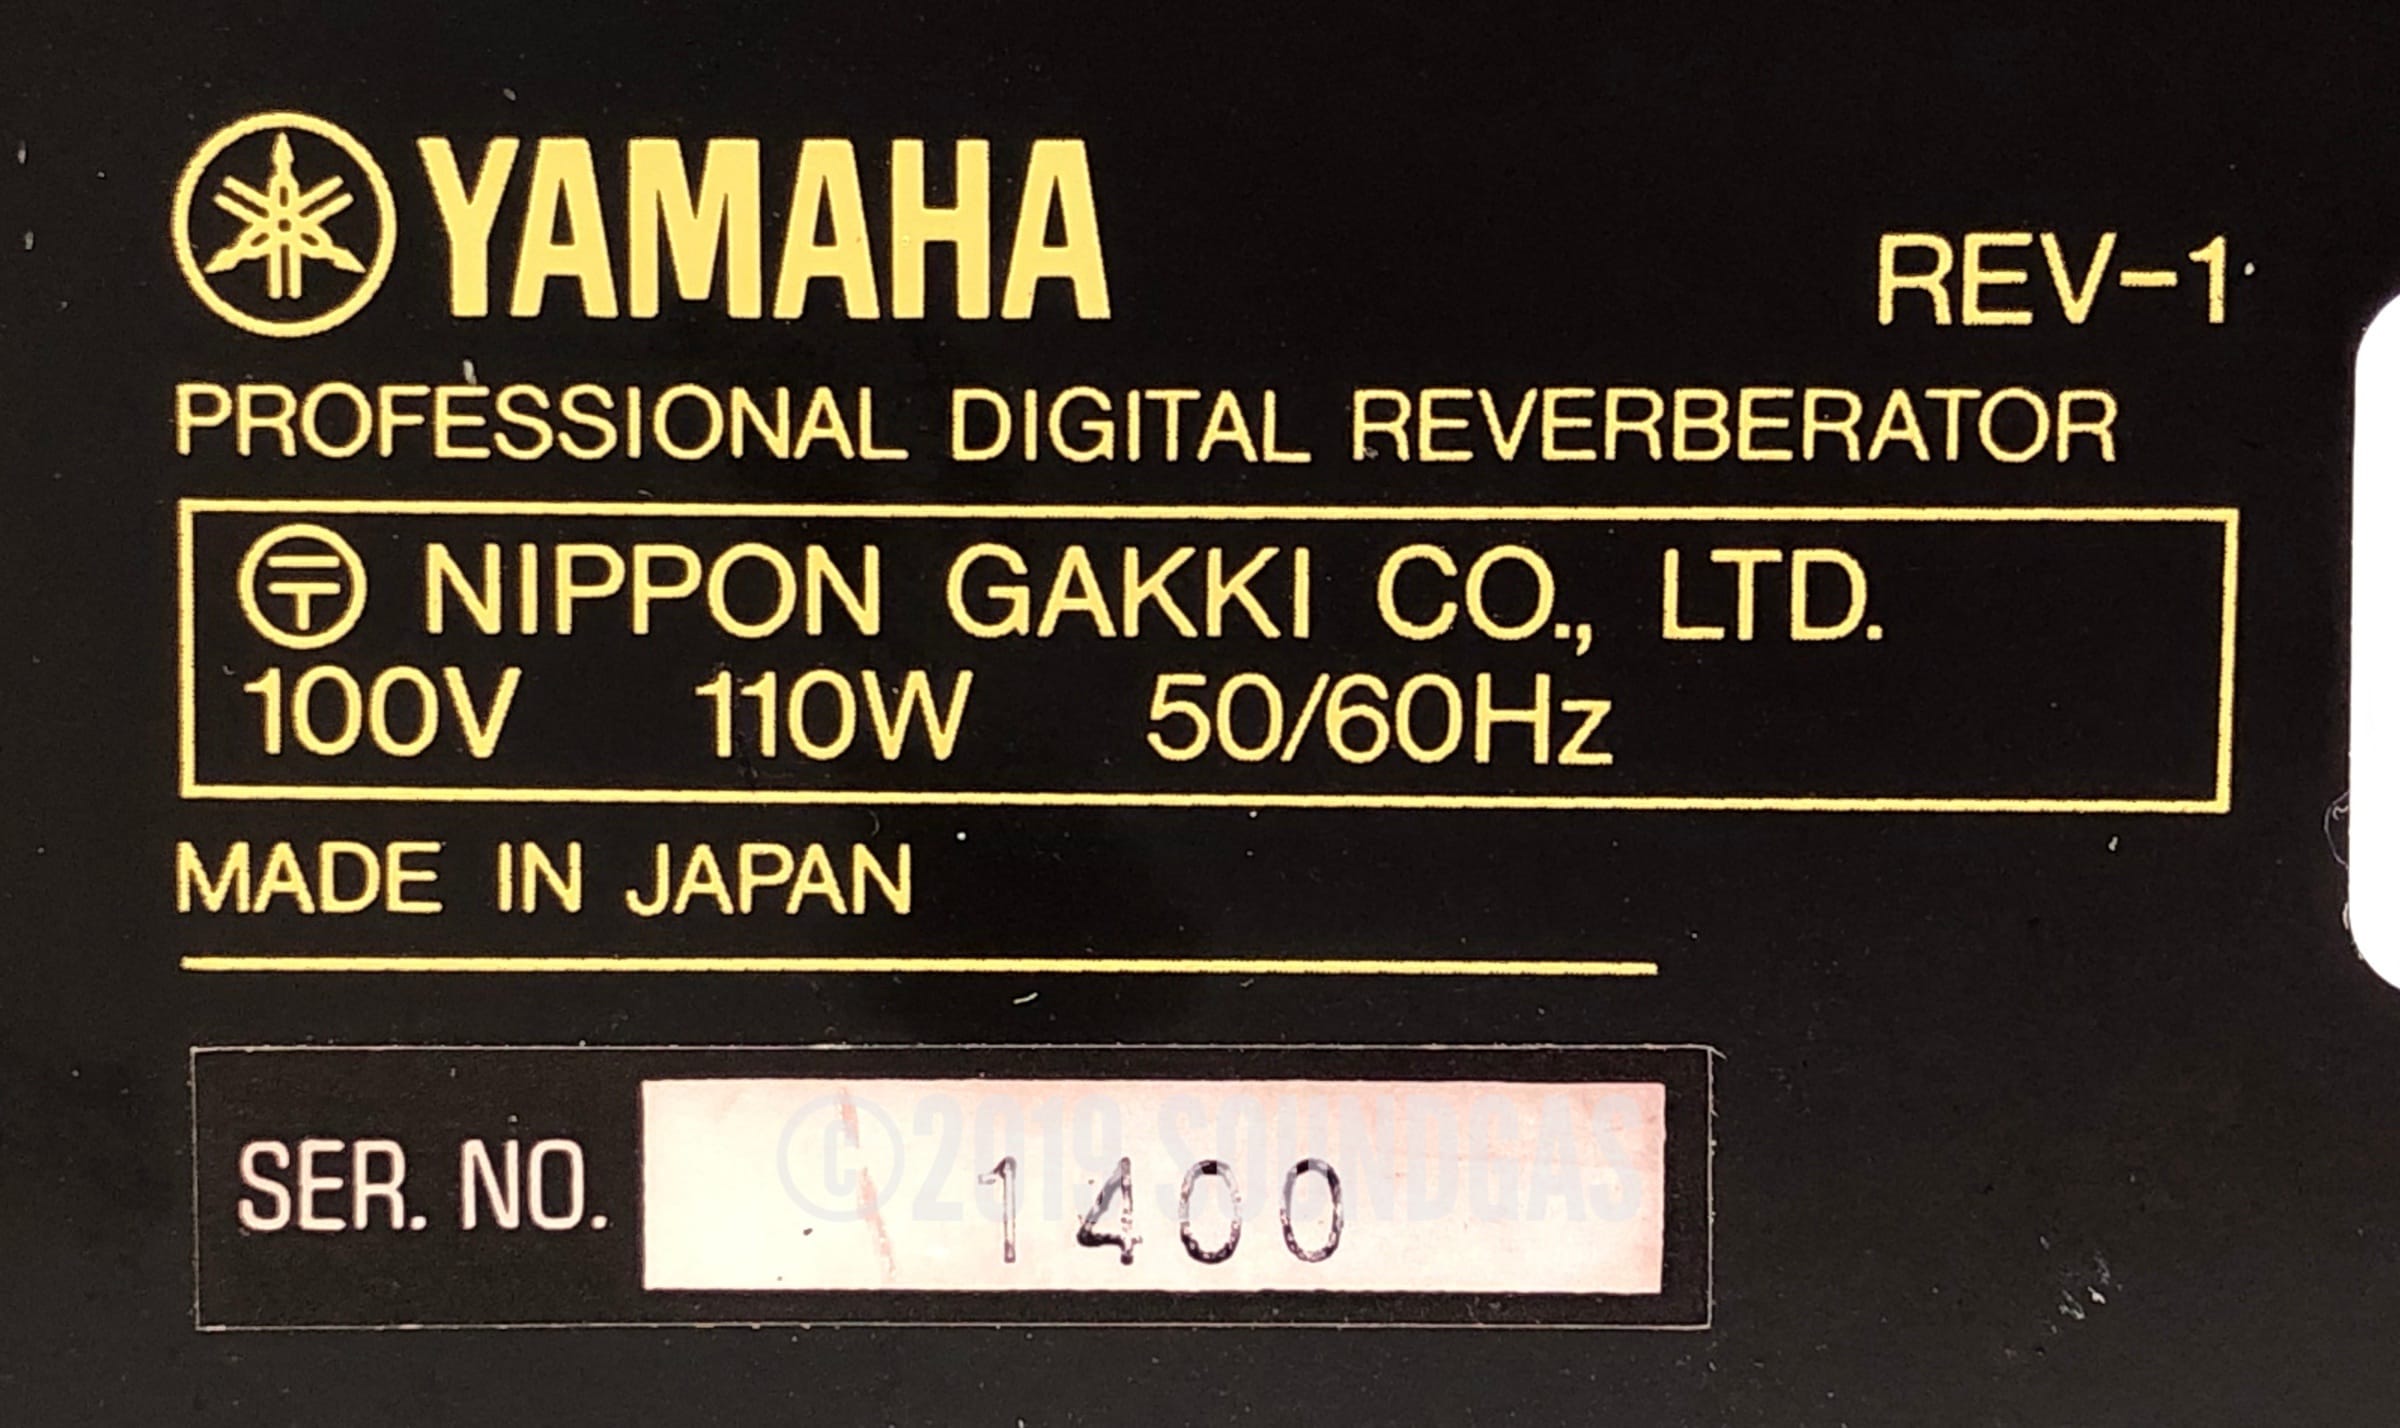 YAMAHA
REV-1
PROFESSIONAL DIGITAL REVERBERATOR
〒 NIPPON GAKKI CO., LTD.
100V 110W 50/60Hz
MADE IN JAPAN
SER. NO. 1400
©2019 SOUNDGAS